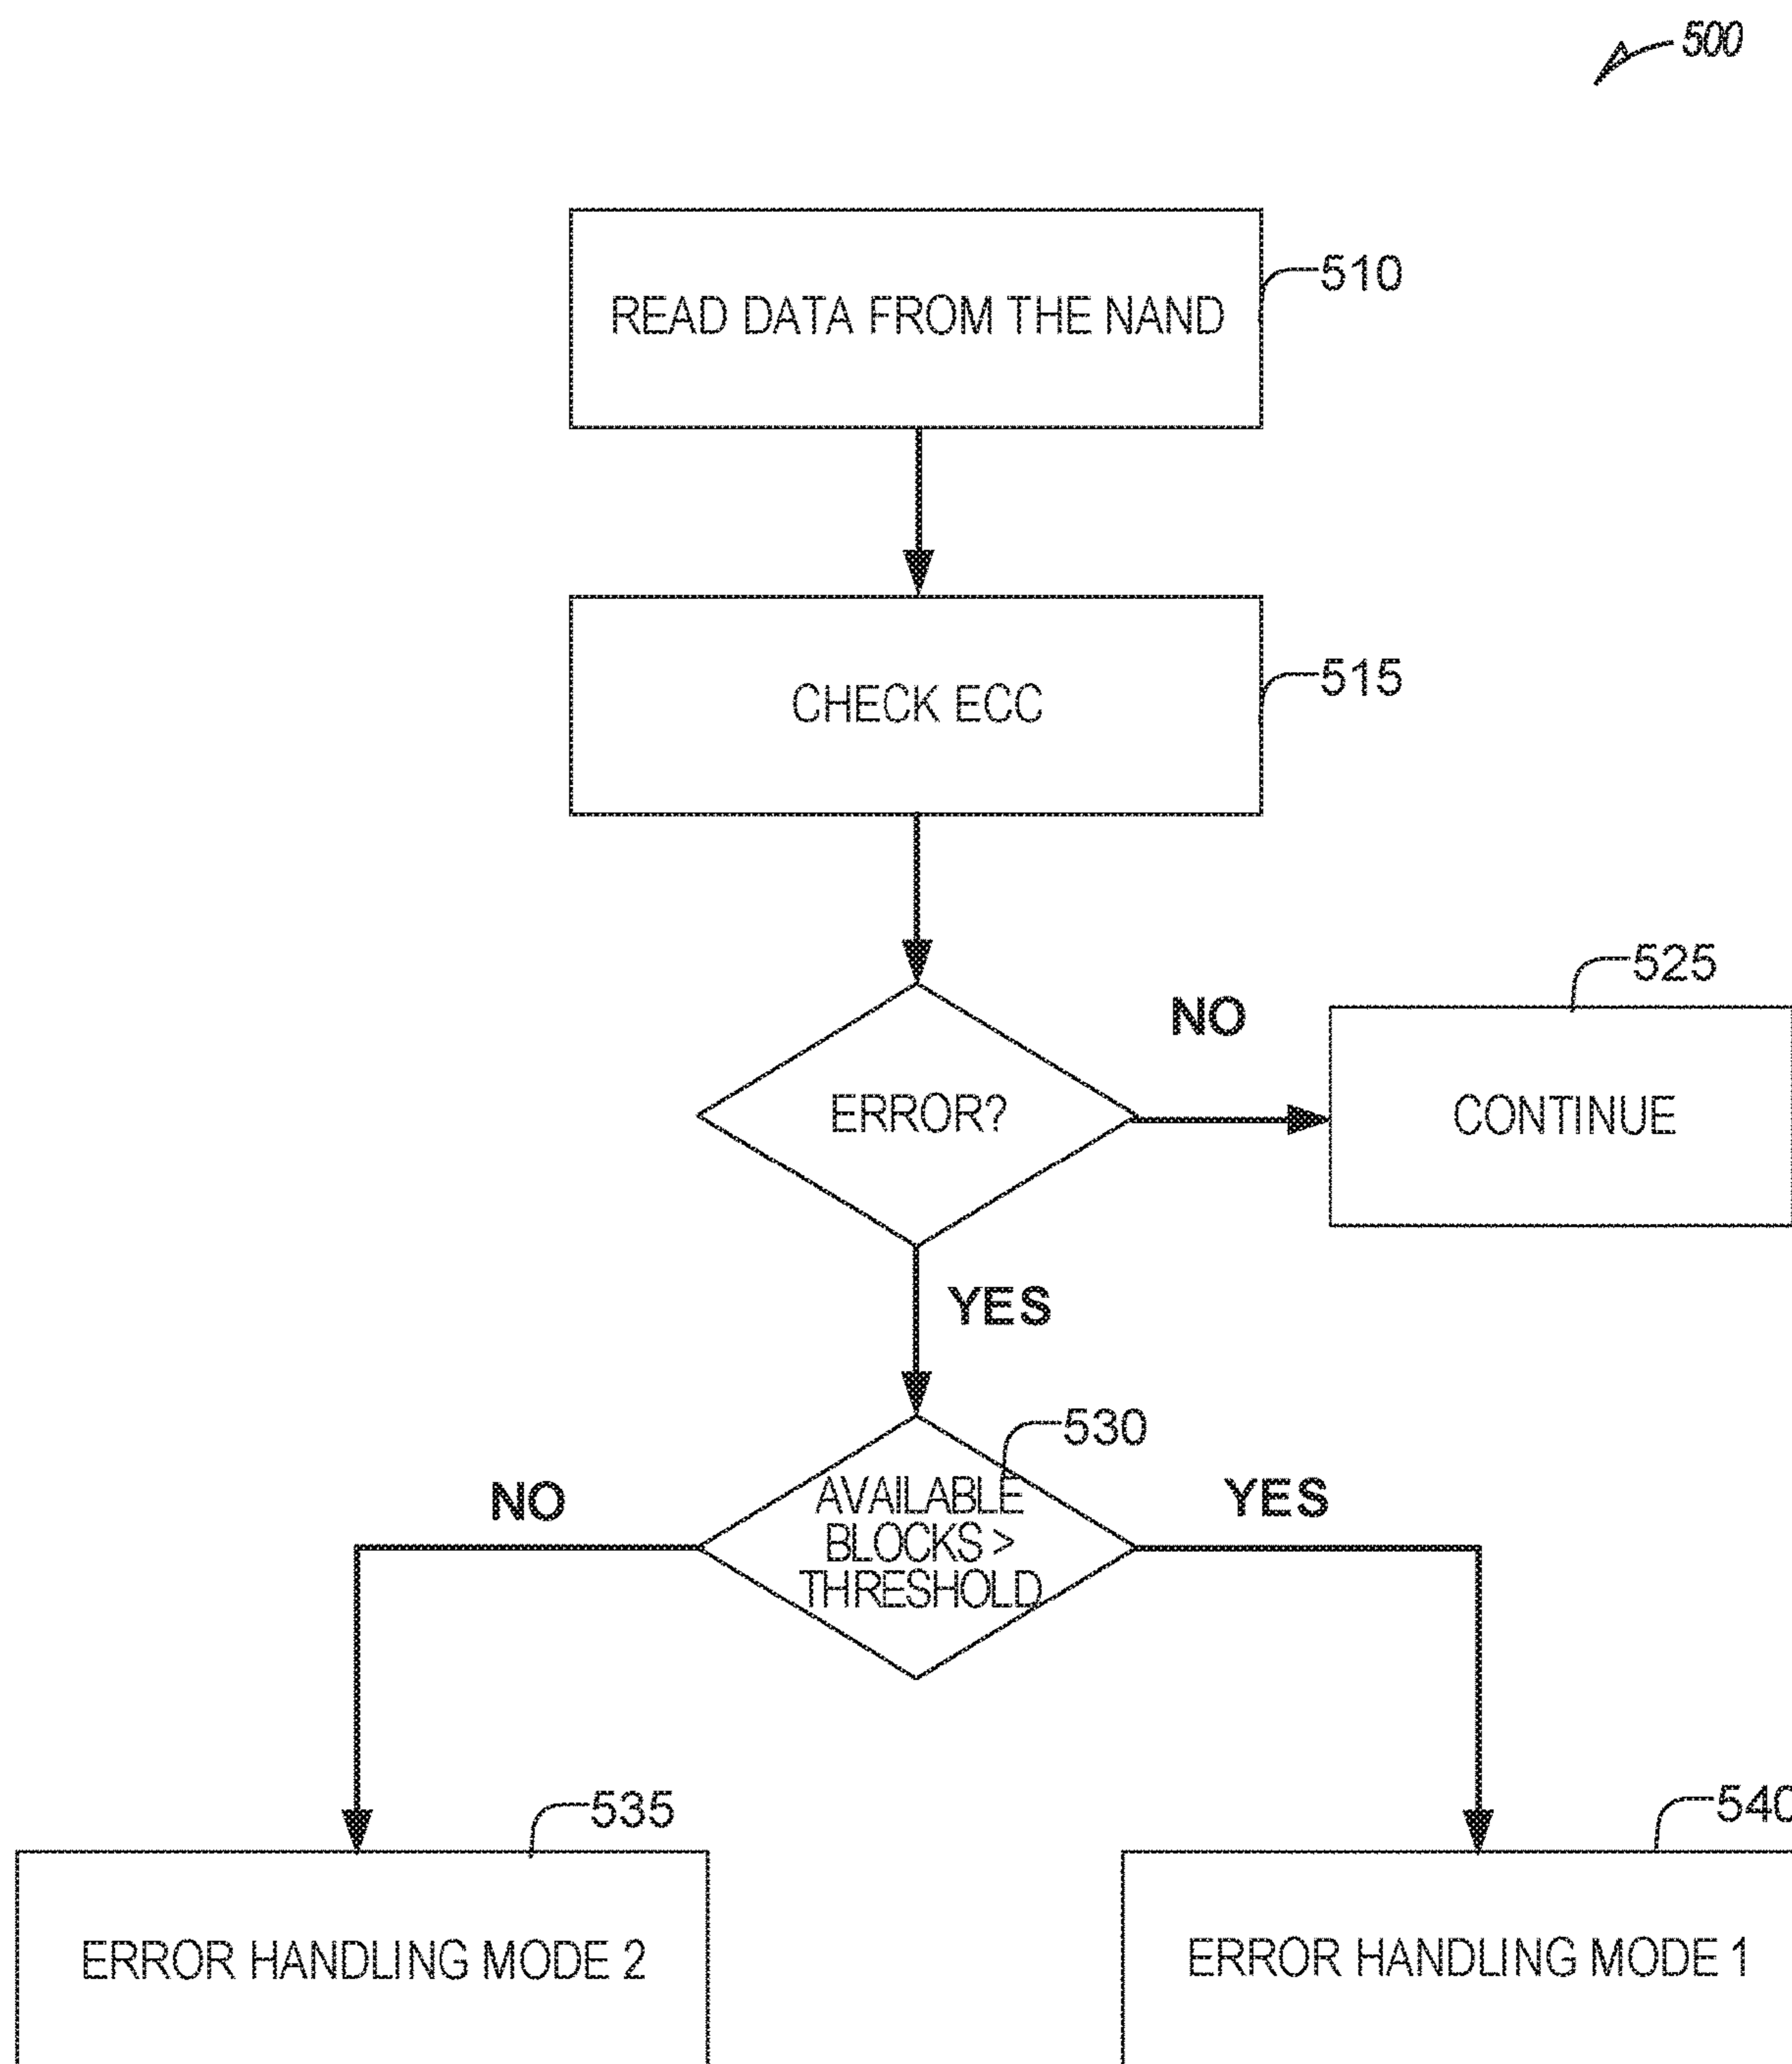 500
READ DATA FROM THE NAND
510
CHECK ECC
515
525
NO
ERROR?
CONTINUE
YES
530
NO
AVAILABLE
BLOCKS >
THRESHOLD
YES
535
540
ERROR HANDLING MODE 2
ERROR HANDLING MODE 1